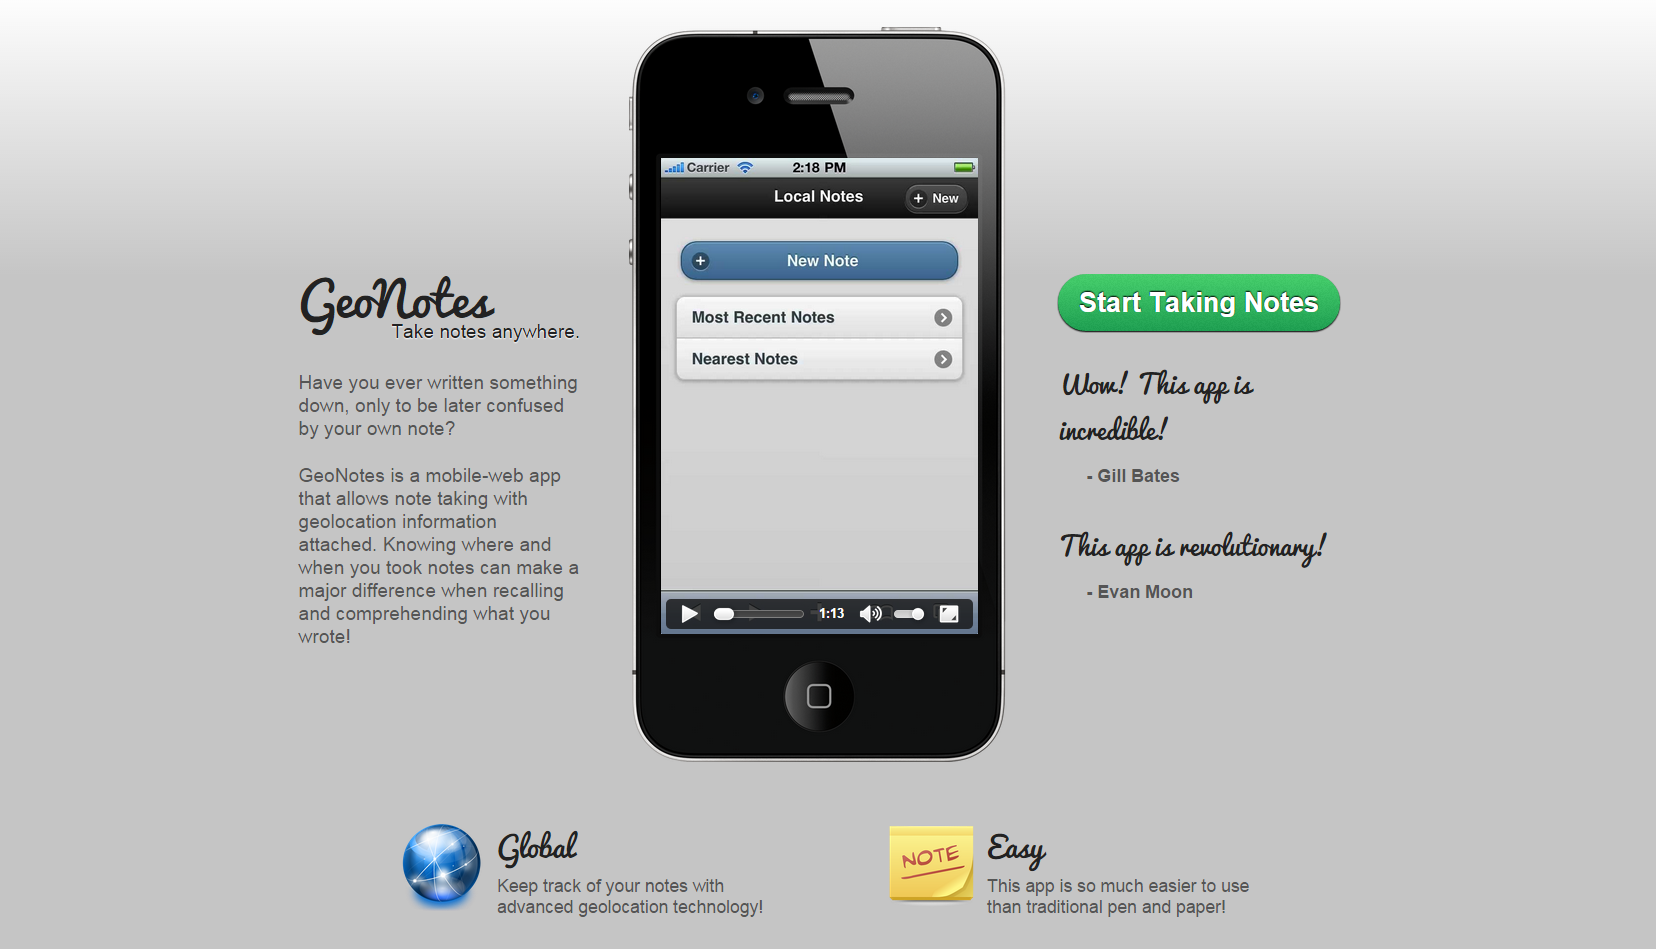 Carrier 2:18 PM
Local Notes
New
New Note
Most Recent Notes
Nearest Notes
1:13
GeoNotes
Take notes anywhere.
Have you ever written something
down, only to be later confused
by your own note?
GeoNotes is a mobile-web app
that allows note taking with
geolocation information
attached. Knowing where and
when you took notes can make a
major difference when recalling
and comprehending what you
wrote!
Start Taking Notes
Wow! This app is
incredible!
- Gill Bates
This app is revolutionary!
- Evan Moon
Global
Keep track of your notes with
advanced geolocation technology!
NOTE
Easy
This app is so much easier to use
than traditional pen and paper!